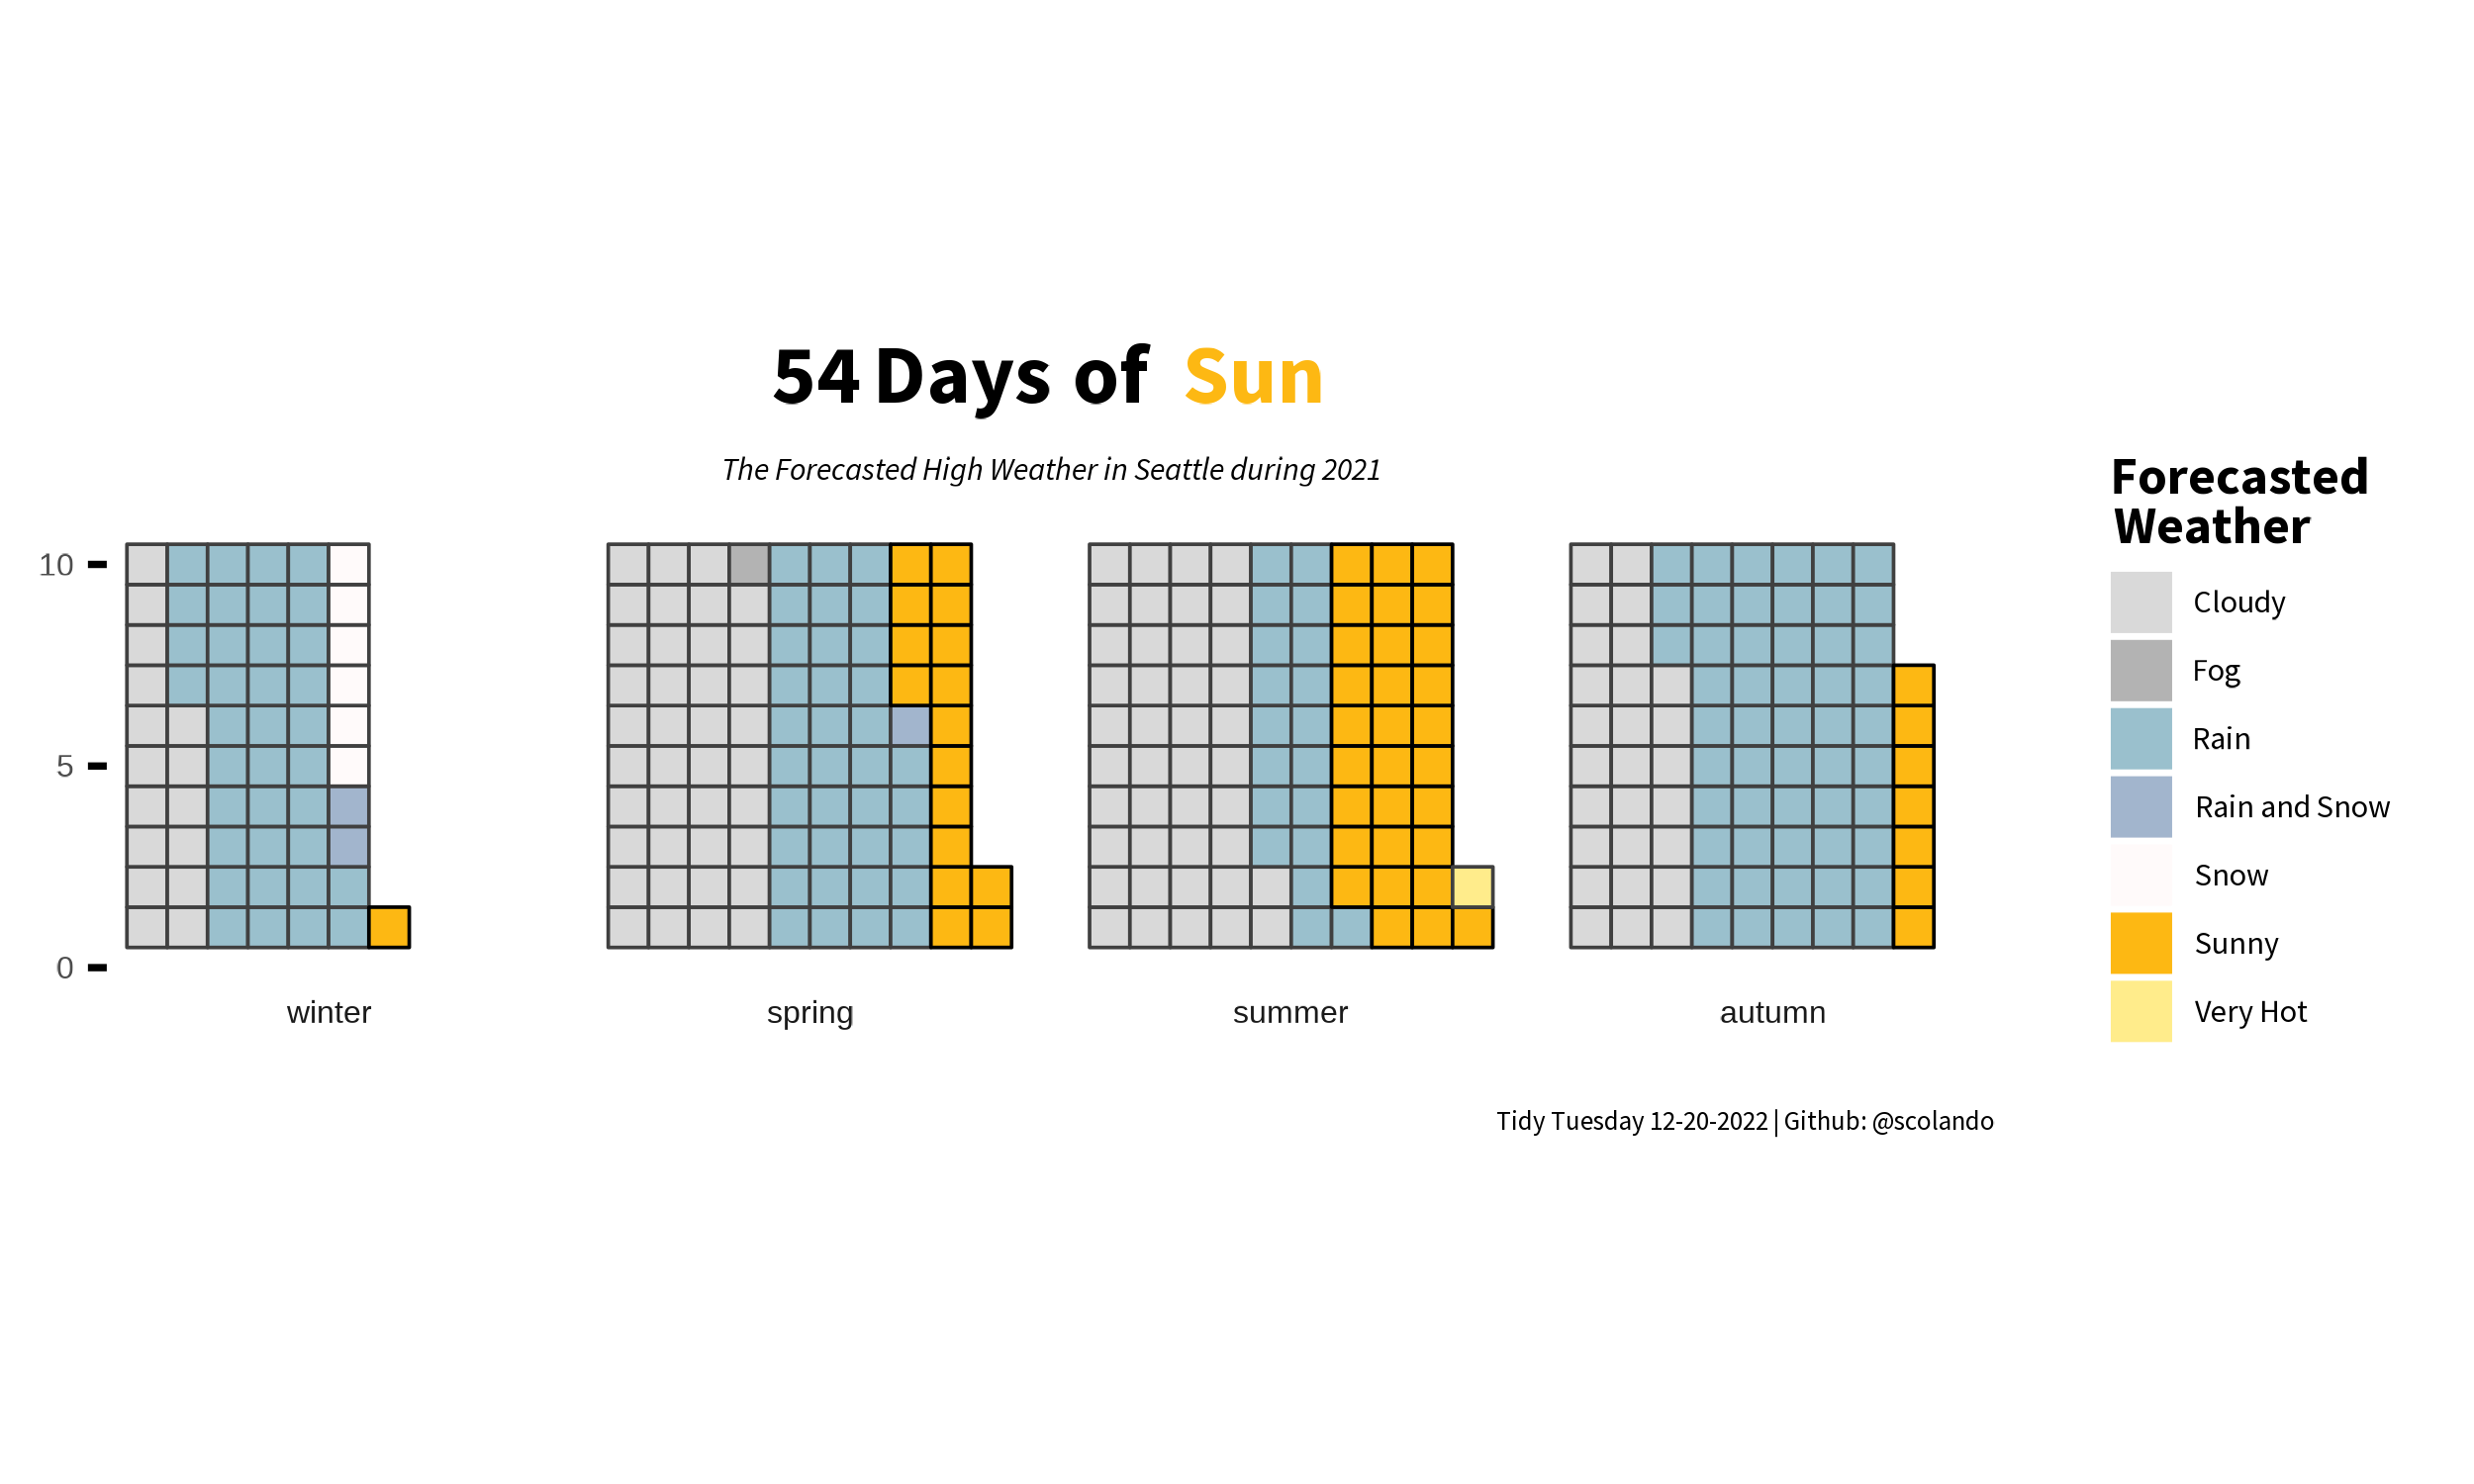 54 Days of Sun
The Forecasted High Weather in Seattle during 2021
10
5
0
winter
spring
summer
autumn
Forecasted
Weather
Cloudy
Fog
Rain
Rain and Snow
Snow
Sunny
Very Hot
Tidy Tuesday 12-20-2022 | Github: @scolando